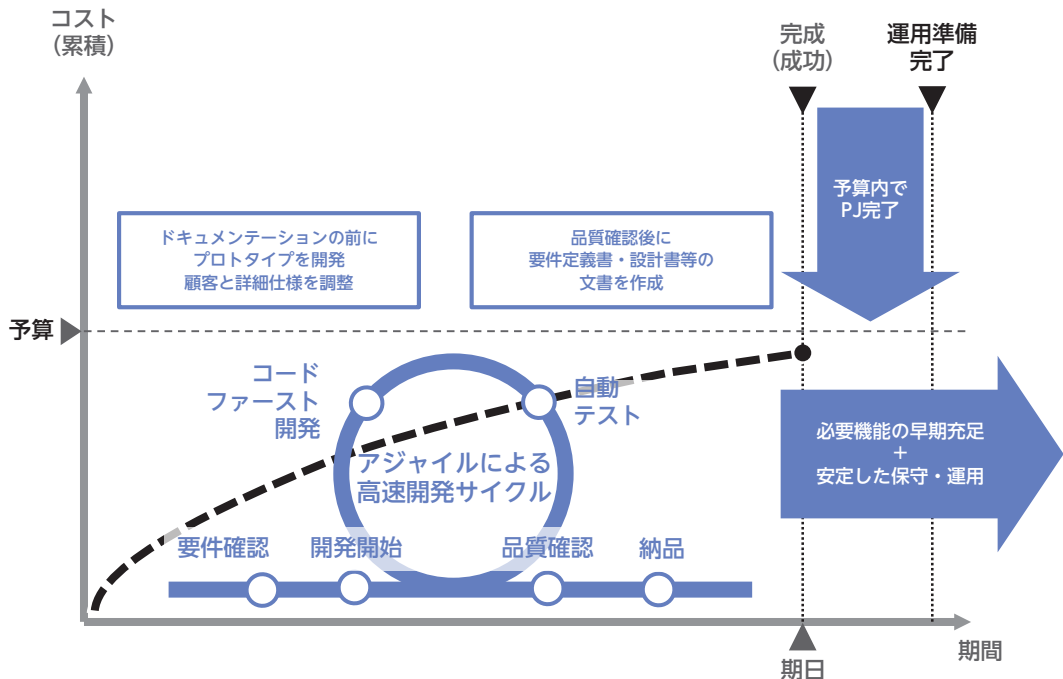 コスト
（累積）
完成
（成功）
運用準備
完了
予算内で
PJ完了
ドキュメンテーションの前に
プロトタイプを開発
顧客と詳細仕様を調整
品質確認後に
要件定義書・設計書等の
文書を作成
予算
コード
ファースト
開発
自動
テスト
アジャイルによる
高速開発サイクル
必要機能の早期充足
+
安定した保守・運用
要件確認
開発開始
品質確認
納品
期間
期日